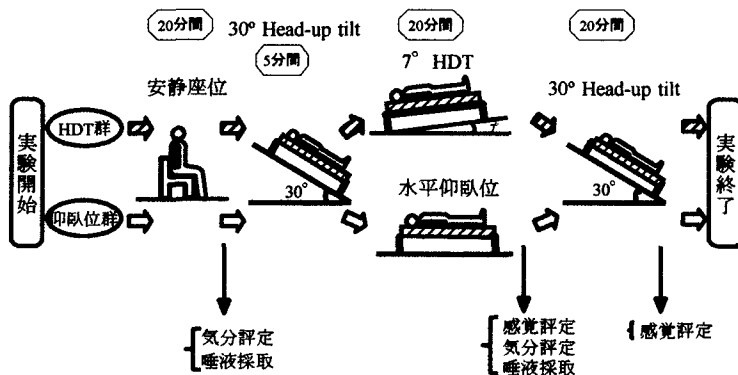 20分間
30° Head-up tilt
5分間
20分間
7° HDT
20分間
30° Head-up tilt
安静座位
実験開始
HDT群
仰臥位群
30°
7°
水平仰臥位
30°
実験終了
気分評定
唾液採取
感覚評定
気分評定
唾液採取
感覚評定